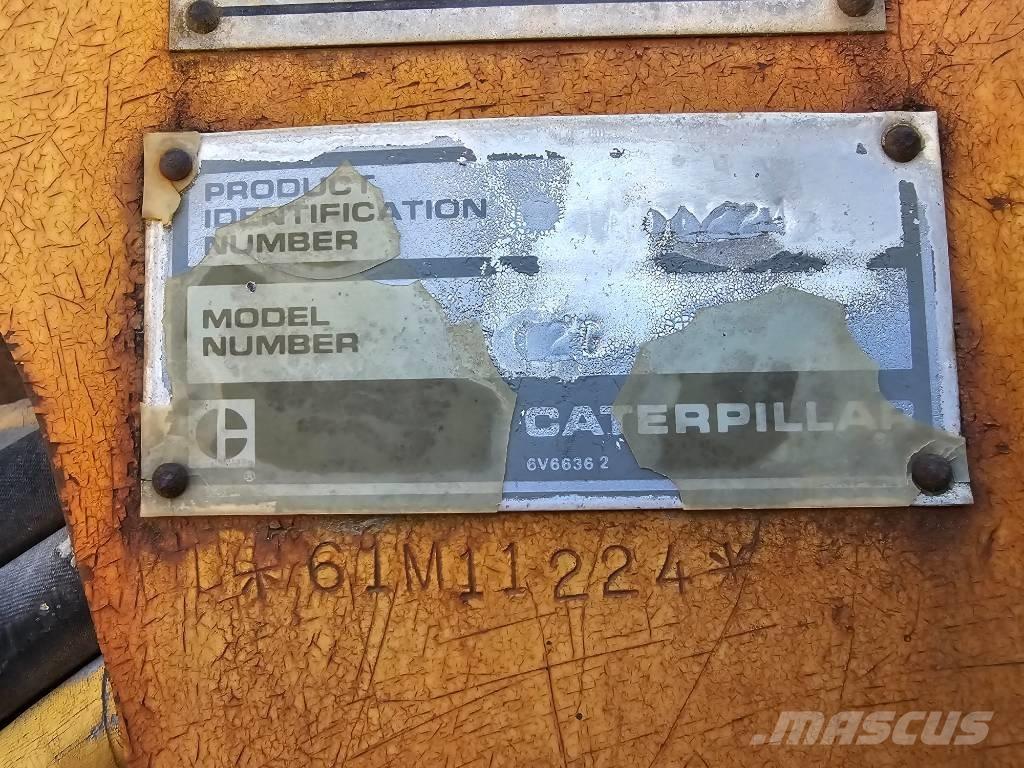 PRODUCT
IDENTIFICATION
NUMBER
MODEL
NUMBER
CATERPILLAR
6V6636 2
®
*61M11224*
MASCUS